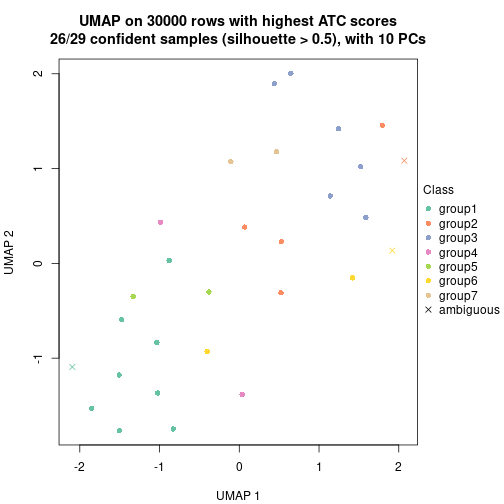 UMAP on 30000 rows with highest ATC scores
26/29 confident samples (silhouette > 0.5), with 10 PCs
2
1
0
-1
UMAP 2
-2
-1
0
1
2
UMAP 1
Class
group1
group2
group3
group4
group5
group6
group7
ambiguous